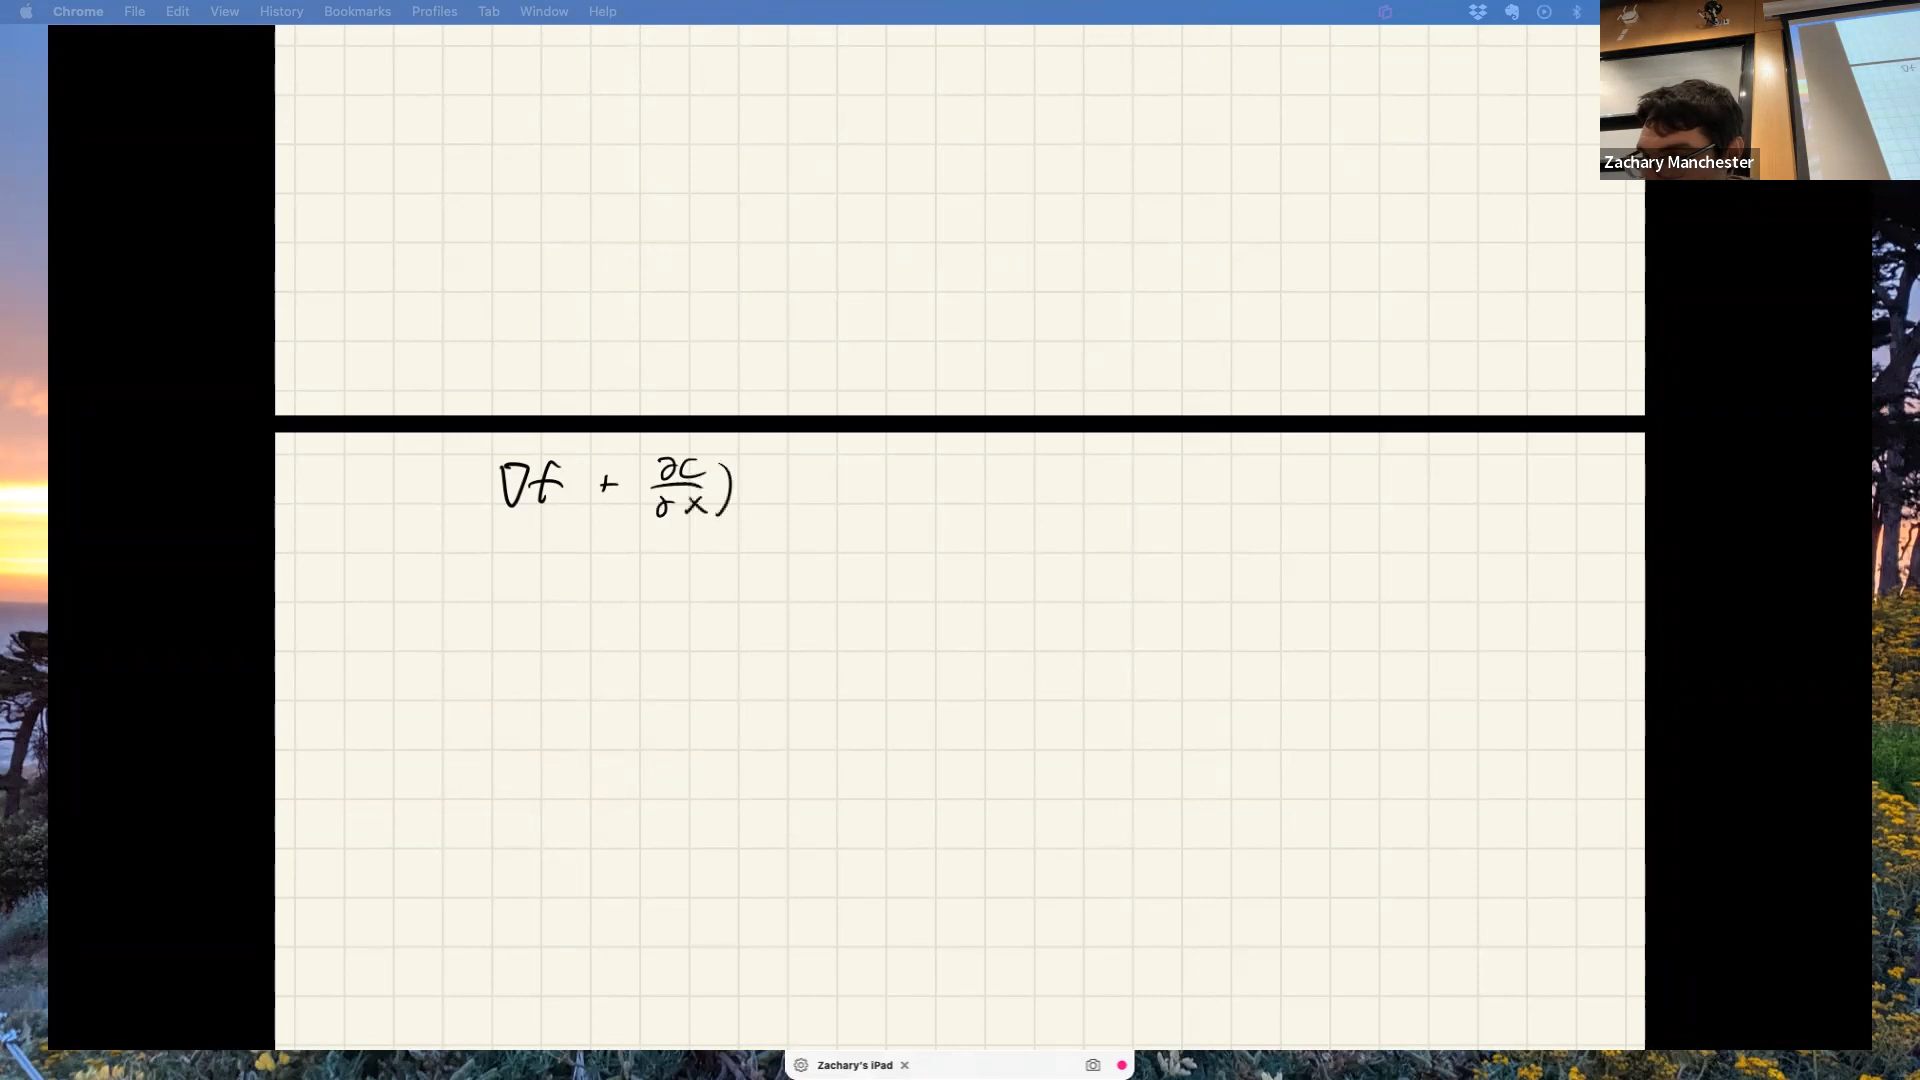 Chrome File Edit View History Bookmarks Profiles Tab Window Help
Zachary Manchester
∇f + ∂C/∂x)
Zachary's iPad